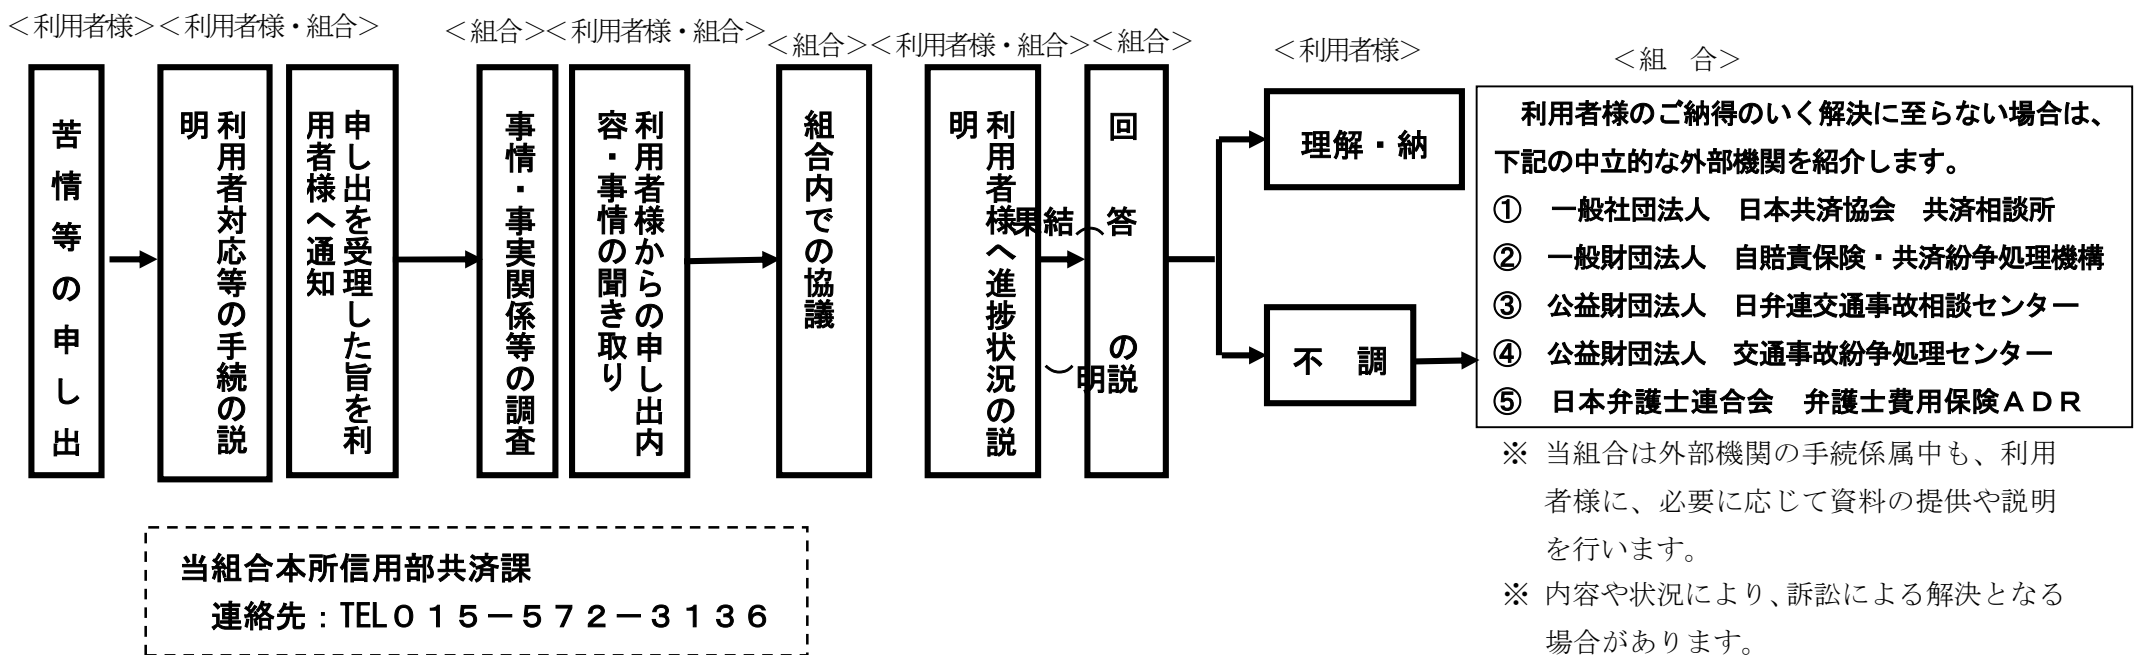 ＜利用者様＞＜利用者様・組合＞
＜組合＞＜利用者様・組合＞
＜組合＞＜利用者様・組合＞＜組合＞
＜利用者様＞
＜組　合＞
苦情等の申し出
利用者対応等の手続の説
明
申し出を受理した旨を利
用者様へ通知
事情・事実関係等の調査
利用者様からの申し出内
容・事情の聞き取り
組合内での協議
利用者様へ進捗状況の説
明
回答（結果の説明）
理解・納
不　調
利用者様のご納得のいく解決に至らない場合は、
下記の中立的な外部機関を紹介します。
①　一般社団法人　日本共済協会　共済相談所
②　一般財団法人　自賠責保険・共済紛争処理機構
③　公益財団法人　日弁連交通事故相談センター
④　公益財団法人　交通事故紛争処理センター
⑤　日本弁護士連合会　弁護士費用保険ＡＤＲ
※ 当組合は外部機関の手続係属中も、利用
者様に、必要に応じて資料の提供や説明
を行います。
※ 内容や状況により、訴訟による解決となる
場合があります。
当組合本所信用部共済課
連絡先：TEL０１５－５７２－３１３６